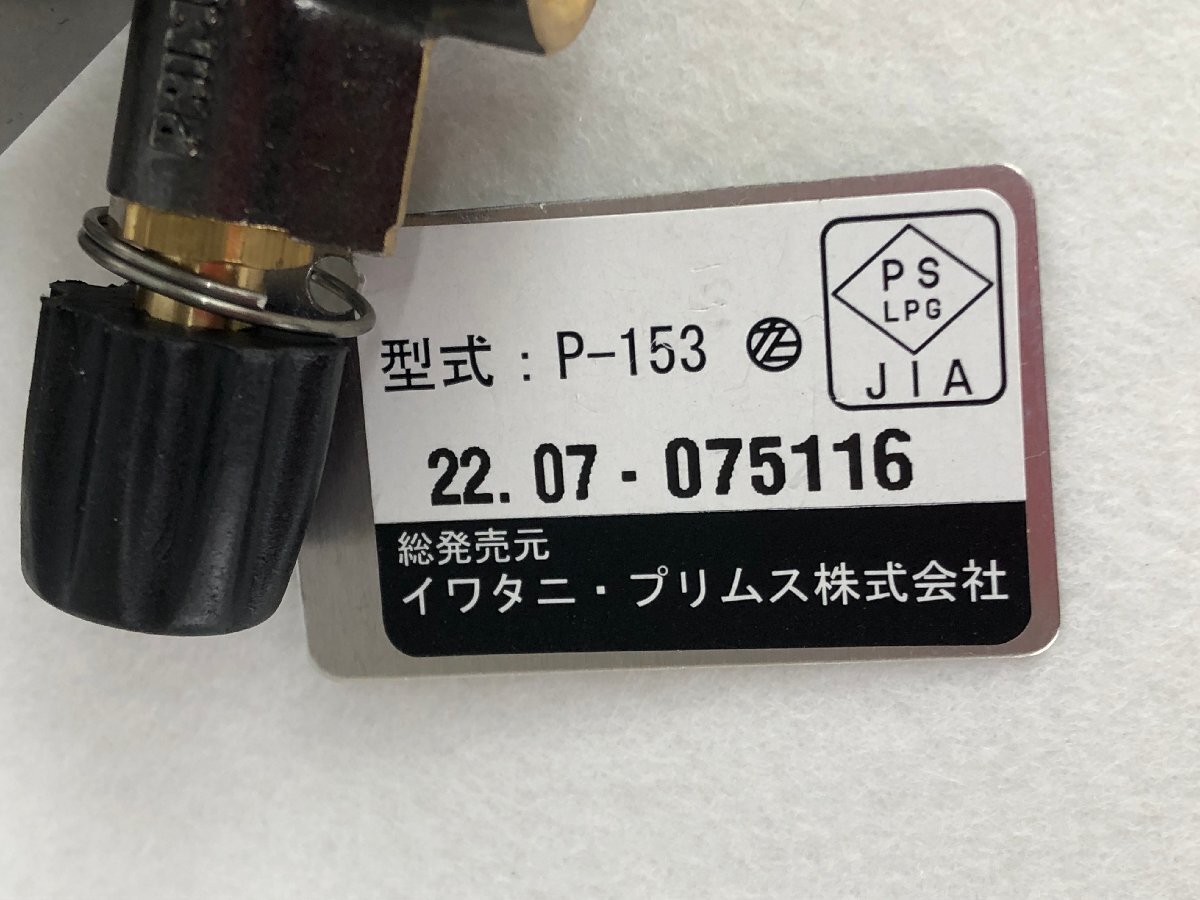 型式：P-153
PS
LPG
JIA
22.07-075116
総発売元
イワタニ・プリムス株式会社